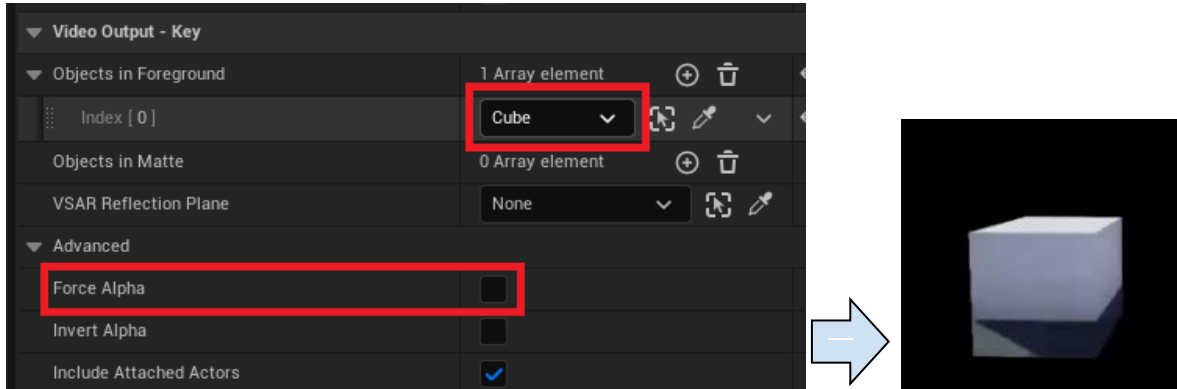 Video Output - Key
Objects in Foreground 1 Array element
Index [ 0 ] Cube
Objects in Matte 0 Array element
VSAR Reflection Plane None
Advanced
Force Alpha
Invert Alpha
Include Attached Actors